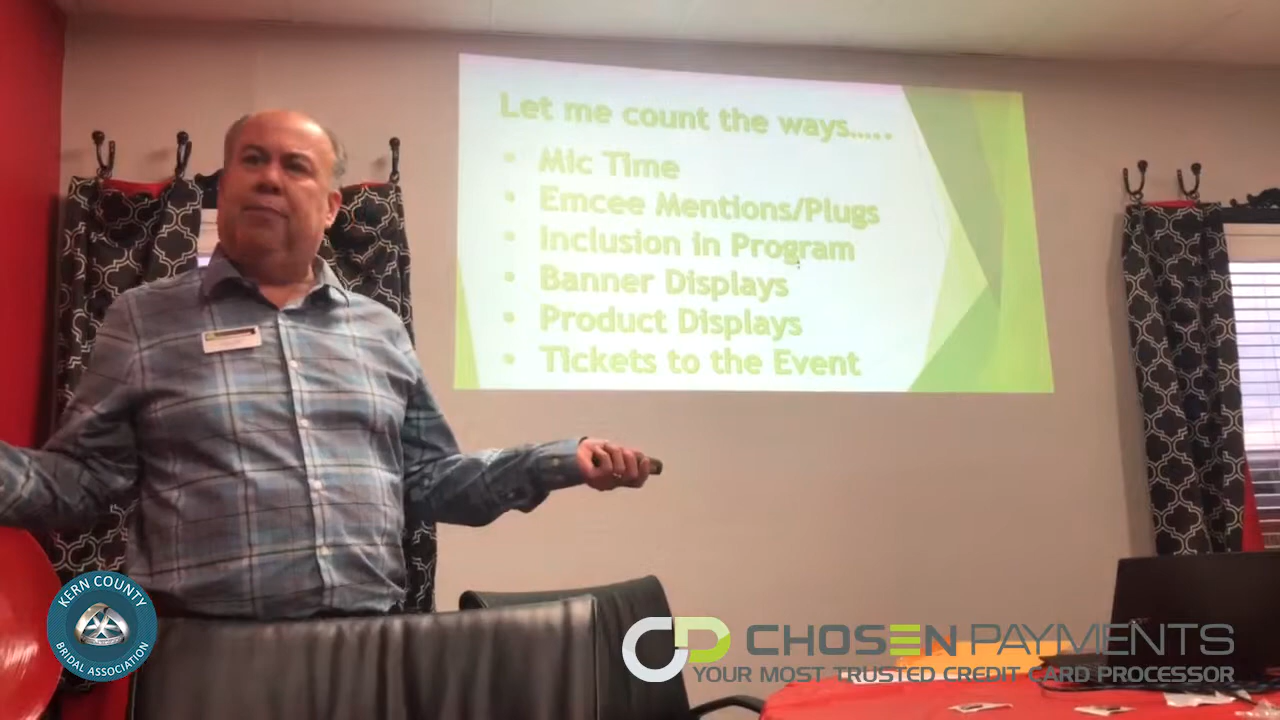 Let me count the ways.....
• Mic Time
• Emcee Mentions/Plugs
• Inclusion in Program
• Banner Displays
• Product Displays
• Tickets to the Event
KERN COUNTY
BRIDAL ASSOCIATION
CHOSEN PAYMENTS
YOUR MOST TRUSTED CREDIT CARD PROCESSOR